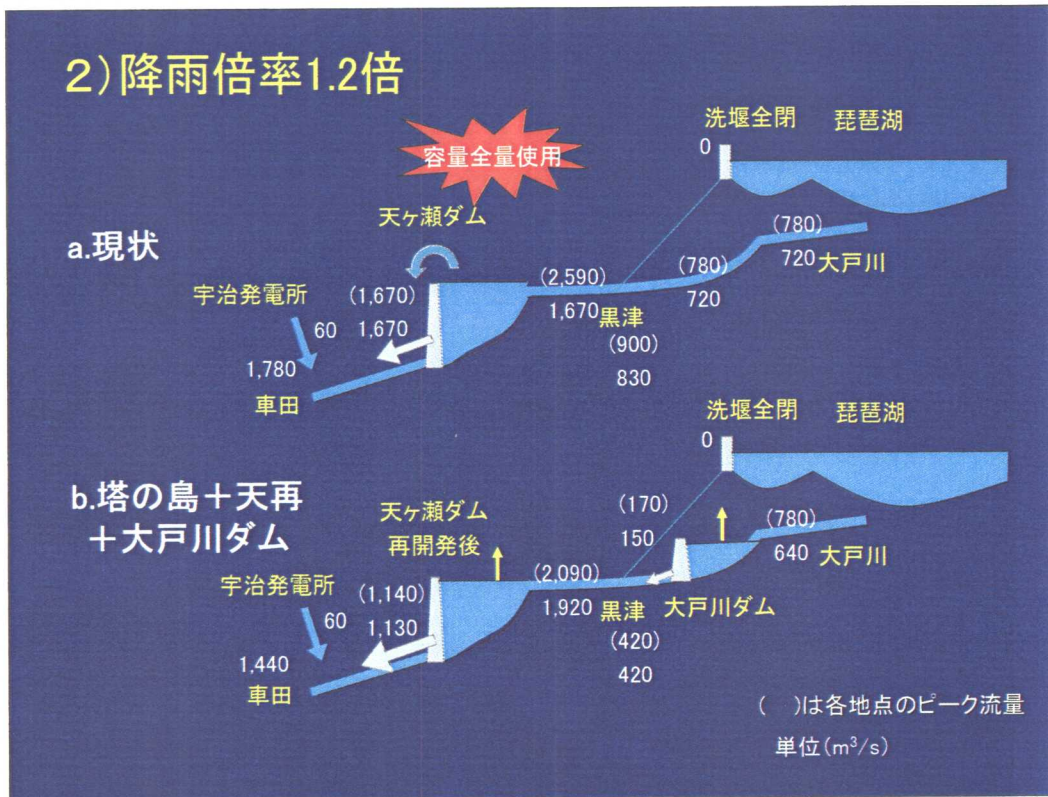 2)降雨倍率1.2倍
容量全量使用
洗堰全閉 琵琶湖
0
a.現状
天ヶ瀬ダム
宇治発電所
60
(1,670)
1,670
(2,590)
1,670
黒津
(900)
830
(780)
720
(780)
720
大戸川
1,780
車田
b.塔の島+天再
+大戸川ダム
洗堰全閉 琵琶湖
0
天ヶ瀬ダム
再開発後
宇治発電所
60
(1,140)
1,130
(2,090)
1,920
黒津
(420)
420
(170)
150
大戸川ダム
(780)
640
大戸川
1,440
車田
( )は各地点のピーク流量
単位(m³/s)